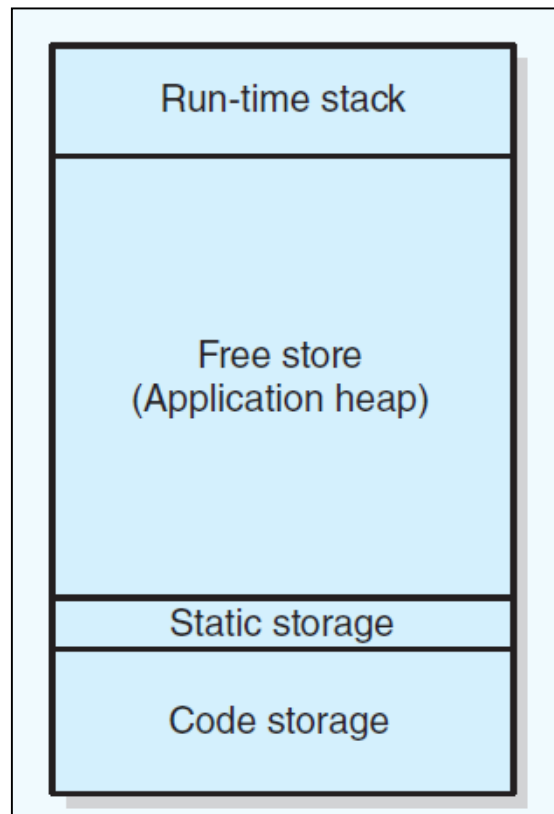 Run-time stack
Free store
(Application heap)
Static storage
Code storage